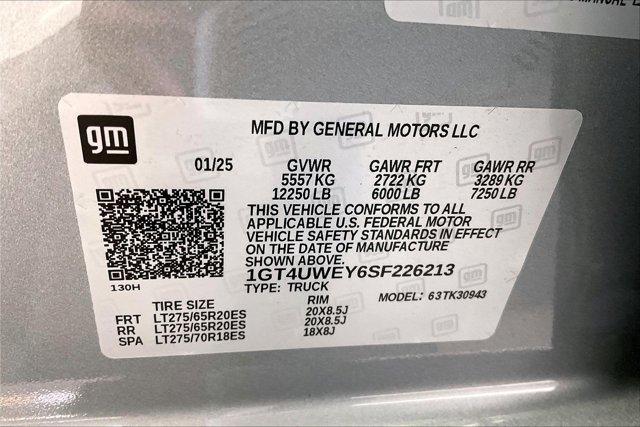 gm
MFD BY GENERAL MOTORS LLC
01/25 GVWR GAWR FRT GAWR RR
5557 KG 2722 KG 3289 KG
12250 LB 6000 LB 7250 LB
THIS VEHICLE CONFORMS TO ALL
APPLICABLE U.S. FEDERAL MOTOR
VEHICLE SAFETY STANDARDS IN EFFECT
ON THE DATE OF MANUFACTURE
SHOWN ABOVE.
1GT4UWEY6SF226213
130H
TYPE: TRUCK MODEL: 63TK30943
TIRE SIZE RIM
FRT LT275/65R20ES 20X8.5J
RR LT275/65R20ES 20X8.5J
SPA LT275/70R18ES 18X8J